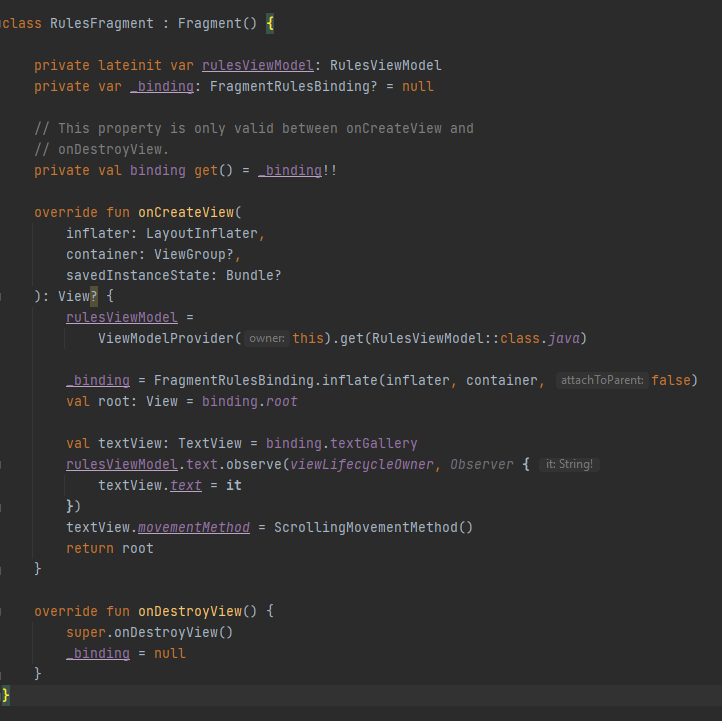 class RulesFragment : Fragment() {
private lateinit var rulesViewModel: RulesViewModel
private var _binding: FragmentRulesBinding? = null
// This property is only valid between onCreateView and
// onDestroyView.
private val binding get() = _binding!!
override fun onCreateView(
inflater: LayoutInflater,
container: ViewGroup?,
savedInstanceState: Bundle?
): View? {
rulesViewModel =
ViewModelProvider( owner: this).get(RulesViewModel::class.java)
_binding = FragmentRulesBinding.inflate(inflater, container, attachToParent: false)
val root: View = binding.root
val textView: TextView = binding.textGallery
rulesViewModel.text.observe(viewLifecycleOwner, Observer { it: String!
textView.text = it
})
textView.movementMethod = ScrollingMovementMethod()
return root
}
override fun onDestroyView() {
super.onDestroyView()
_binding = null
}
}